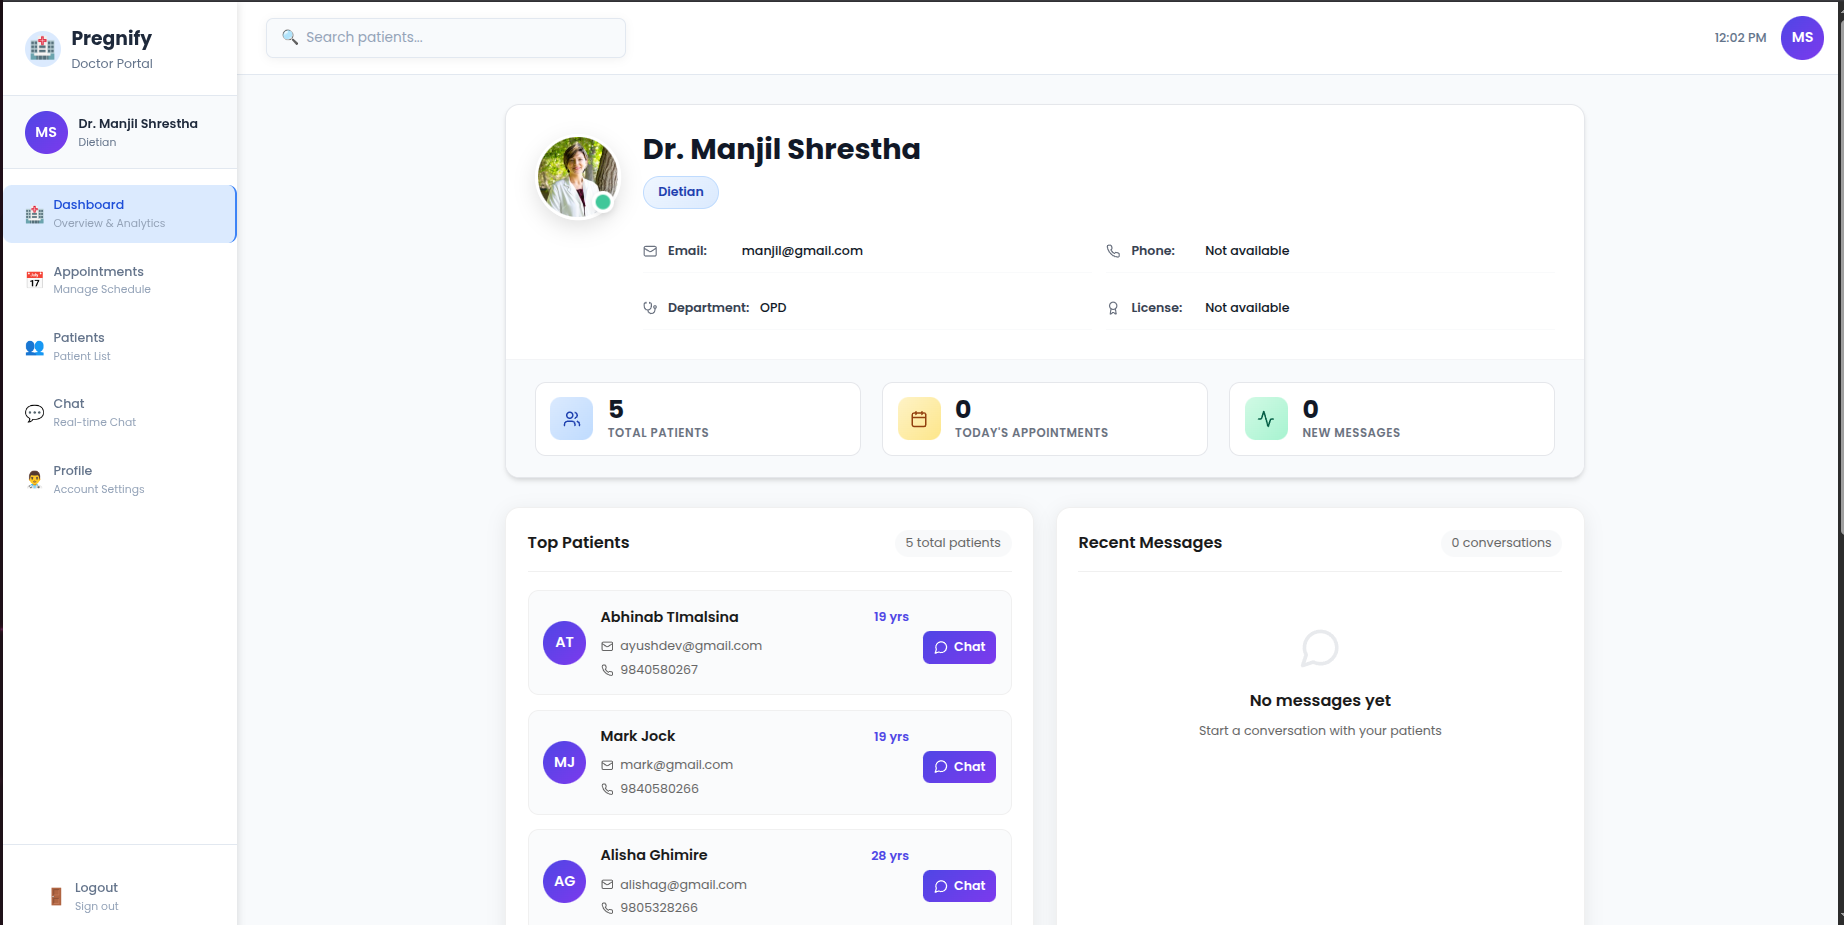 Pregnify
Doctor Portal
Search patients...
12:02 PM
MS
MS
Dr. Manjil Shrestha
Dietian
Dashboard
Overview & Analytics
Appointments
Manage Schedule
Patients
Patient List
Chat
Real-time Chat
Profile
Account Settings
Logout
Sign out
Dr. Manjil Shrestha
Dietian
Email: manjil@gmail.com
Phone: Not available
Department: OPD
License: Not available
5
TOTAL PATIENTS
0
TODAY'S APPOINTMENTS
0
NEW MESSAGES
Top Patients
5 total patients
AT
Abhinab TImalsina
19 yrs
ayushdev@gmail.com
9840580267
Chat
MJ
Mark Jock
19 yrs
mark@gmail.com
9840580266
Chat
AG
Alisha Ghimire
28 yrs
alishag@gmail.com
9805328266
Chat
Recent Messages
0 conversations
No messages yet
Start a conversation with your patients